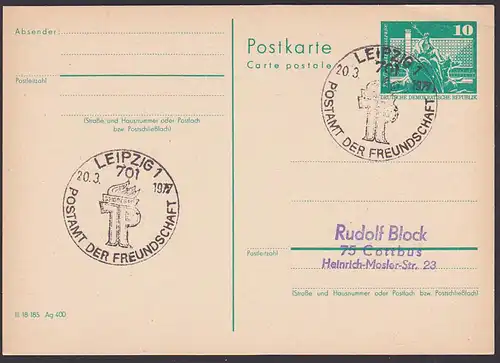 Absender:
Postkarte
Carte postale
10
DEUTSCHE DEMOKRATISCHE REPUBLIK
LEIPZIG 1
701
20.3. 1977
POSTAMT DER FREUNDSCHAFT
Postleitzahl
(Straße und Hausnummer oder Postfach
bzw. Postschließfach)
LEIPZIG 1
701
20.3. 1977
POSTAMT DER FREUNDSCHAFT
Rudolf Block
75 Cottbus
Postleitzahl
Heinrich-Mosler-Str. 23
(Straße und Hausnummer oder Postfach bzw. Postschließfach)
III 18 185 Ag 400